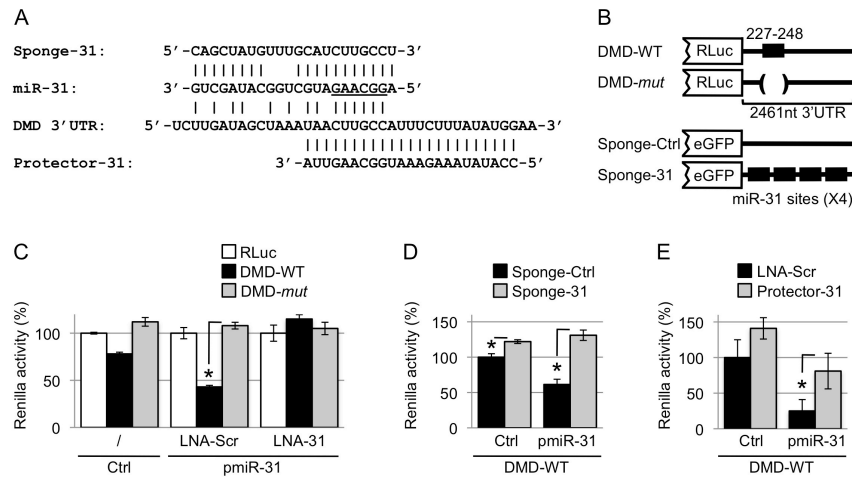 A
Sponge-31: 5'-CAGCUAUGUUUGCAUCUUGCCU-3'
miR-31: 3'-GUCGAUACGGUCGUAGAACGGA-5'
DMD 3'UTR: 5'-UCUUGAUAGCUAAAUAACUUGCCAUUUCUUUAUAUGGAA-3'
Protector-31: 3'-AUUGAACGGUAAAGAAAUAUACC-5'
B
227-248
DMD-WT RLuc
DMD-mut RLuc ( )
2461nt 3'UTR
Sponge-Ctrl eGFP
Sponge-31 eGFP
miR-31 sites (X4)
C
RLuc
DMD-WT
DMD-mut
Renilla activity (%)
100
50
0
*
/ LNA-Scr LNA-31
Ctrl pmiR-31
D
Sponge-Ctrl
Sponge-31
Renilla activity (%)
150
100
50
0
* *
Ctrl pmiR-31
DMD-WT
E
LNA-Scr
Protector-31
Renilla activity (%)
150
100
50
0
*
Ctrl pmiR-31
DMD-WT